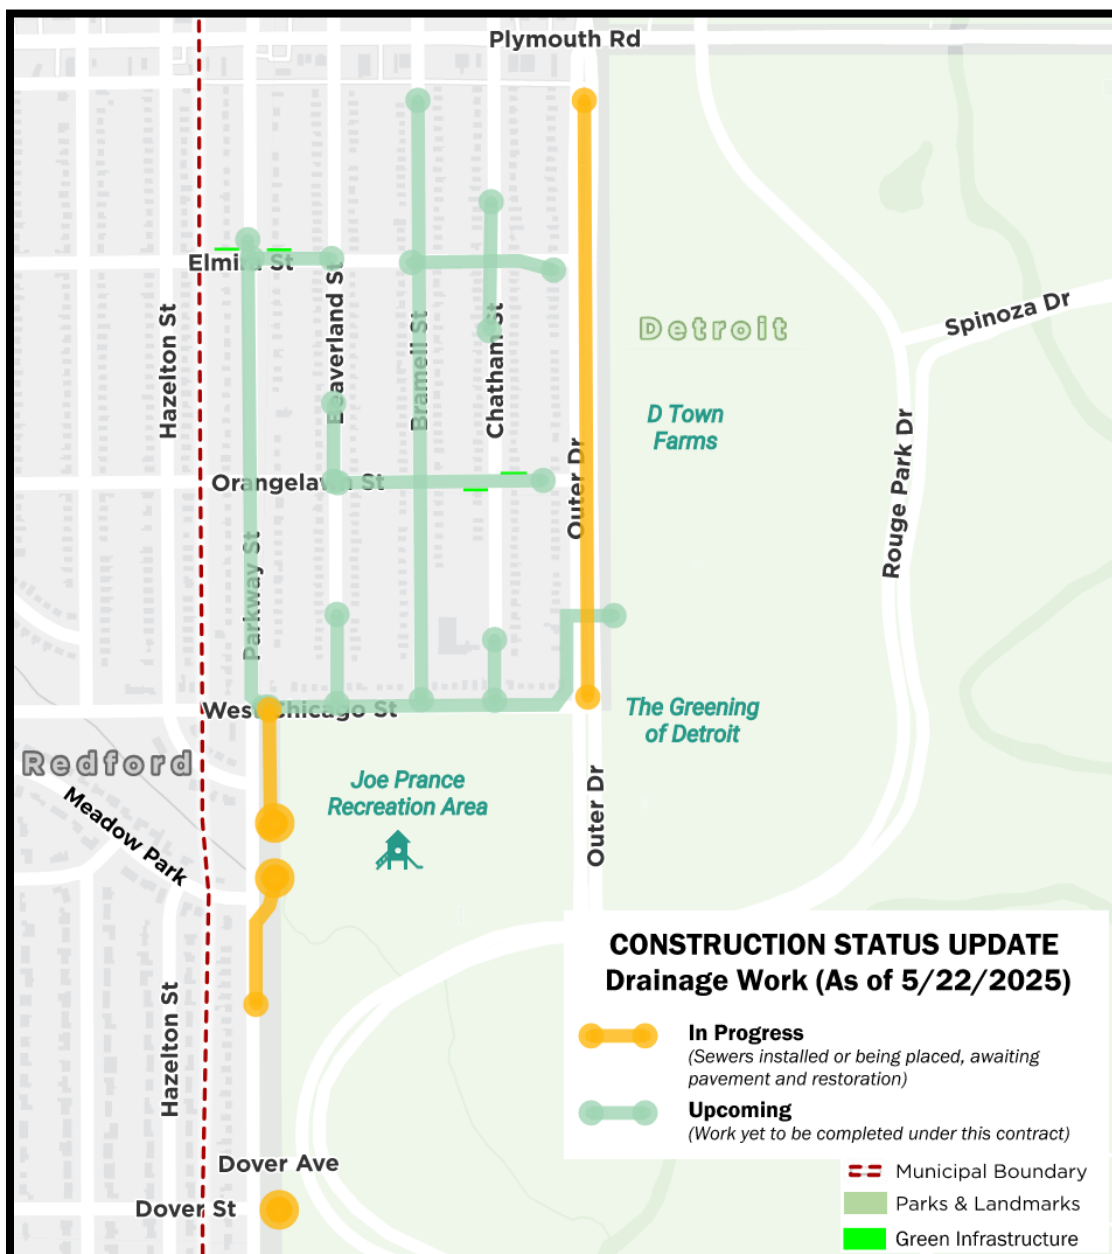 Plymouth Rd
Elmira St
Hazelton St
Beaverland St
Bramell St
Chatham St
Detroit
Spinoza Dr
D Town
Farms
Outer Dr
Rouge Park Dr
Orangelawn St
Parkway St
West Chicago St
The Greening
of Detroit
Redford
Joe Prance
Recreation Area
Meadow Park
Outer Dr
Hazelton St
Dover Ave
Dover St
CONSTRUCTION STATUS UPDATE
Drainage Work (As of 5/22/2025)
In Progress
(Sewers installed or being placed, awaiting
pavement and restoration)
Upcoming
(Work yet to be completed under this contract)
Municipal Boundary
Parks & Landmarks
Green Infrastructure